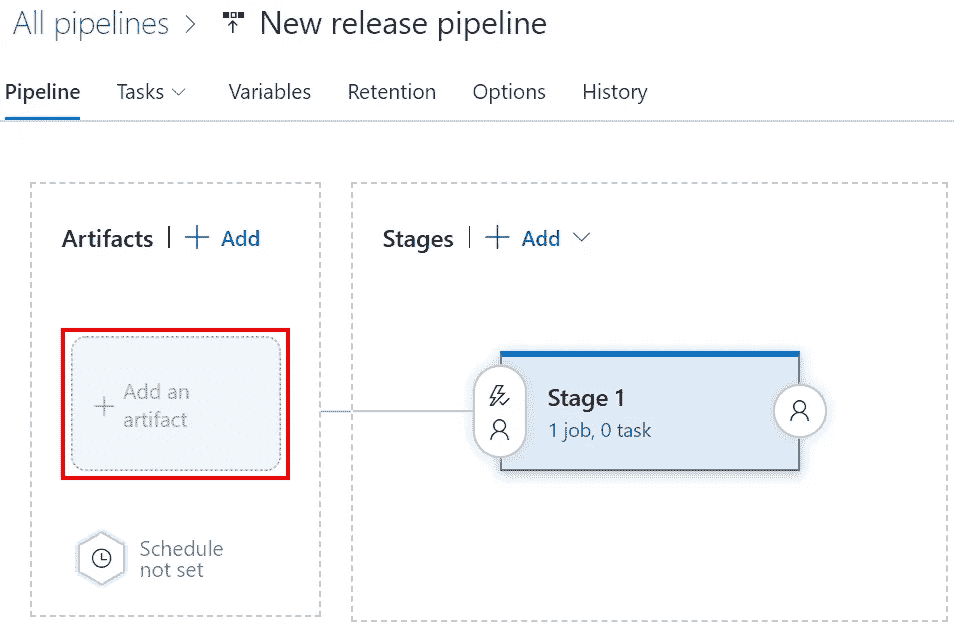 All pipelines > New release pipeline
Pipeline Tasks Variables Retention Options History
Artifacts | + Add
Stages | + Add
+ Add an
artifact
Stage 1
1 job, 0 task
Schedule
not set